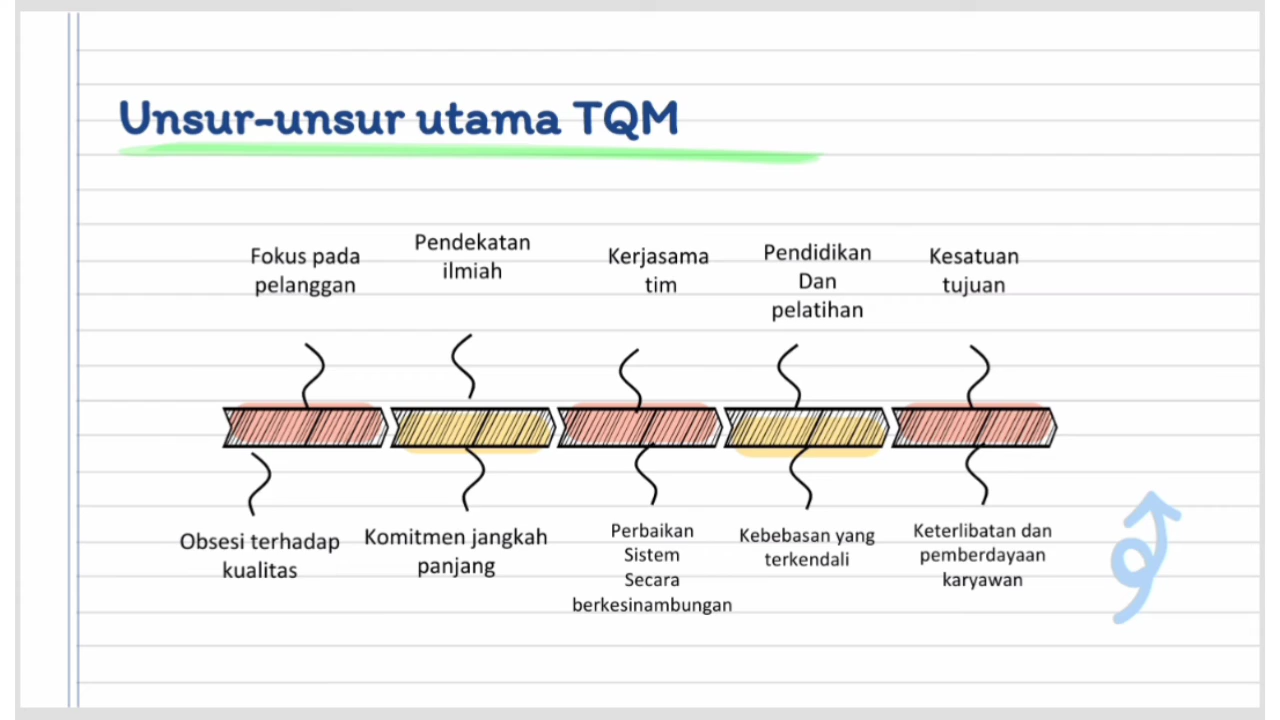 Unsur-unsur utama TQM
Fokus pada
pelanggan
Pendekatan
ilmiah
Kerjasama
tim
Pendidikan
Dan
pelatihan
Kesatuan
tujuan
Obsesi terhadap
kualitas
Komitmen jangkah
panjang
Perbaikan
Sistem
Secara
berkesinambungan
Kebebasan yang
terkendali
Keterlibatan dan
pemberdayaan
karyawan